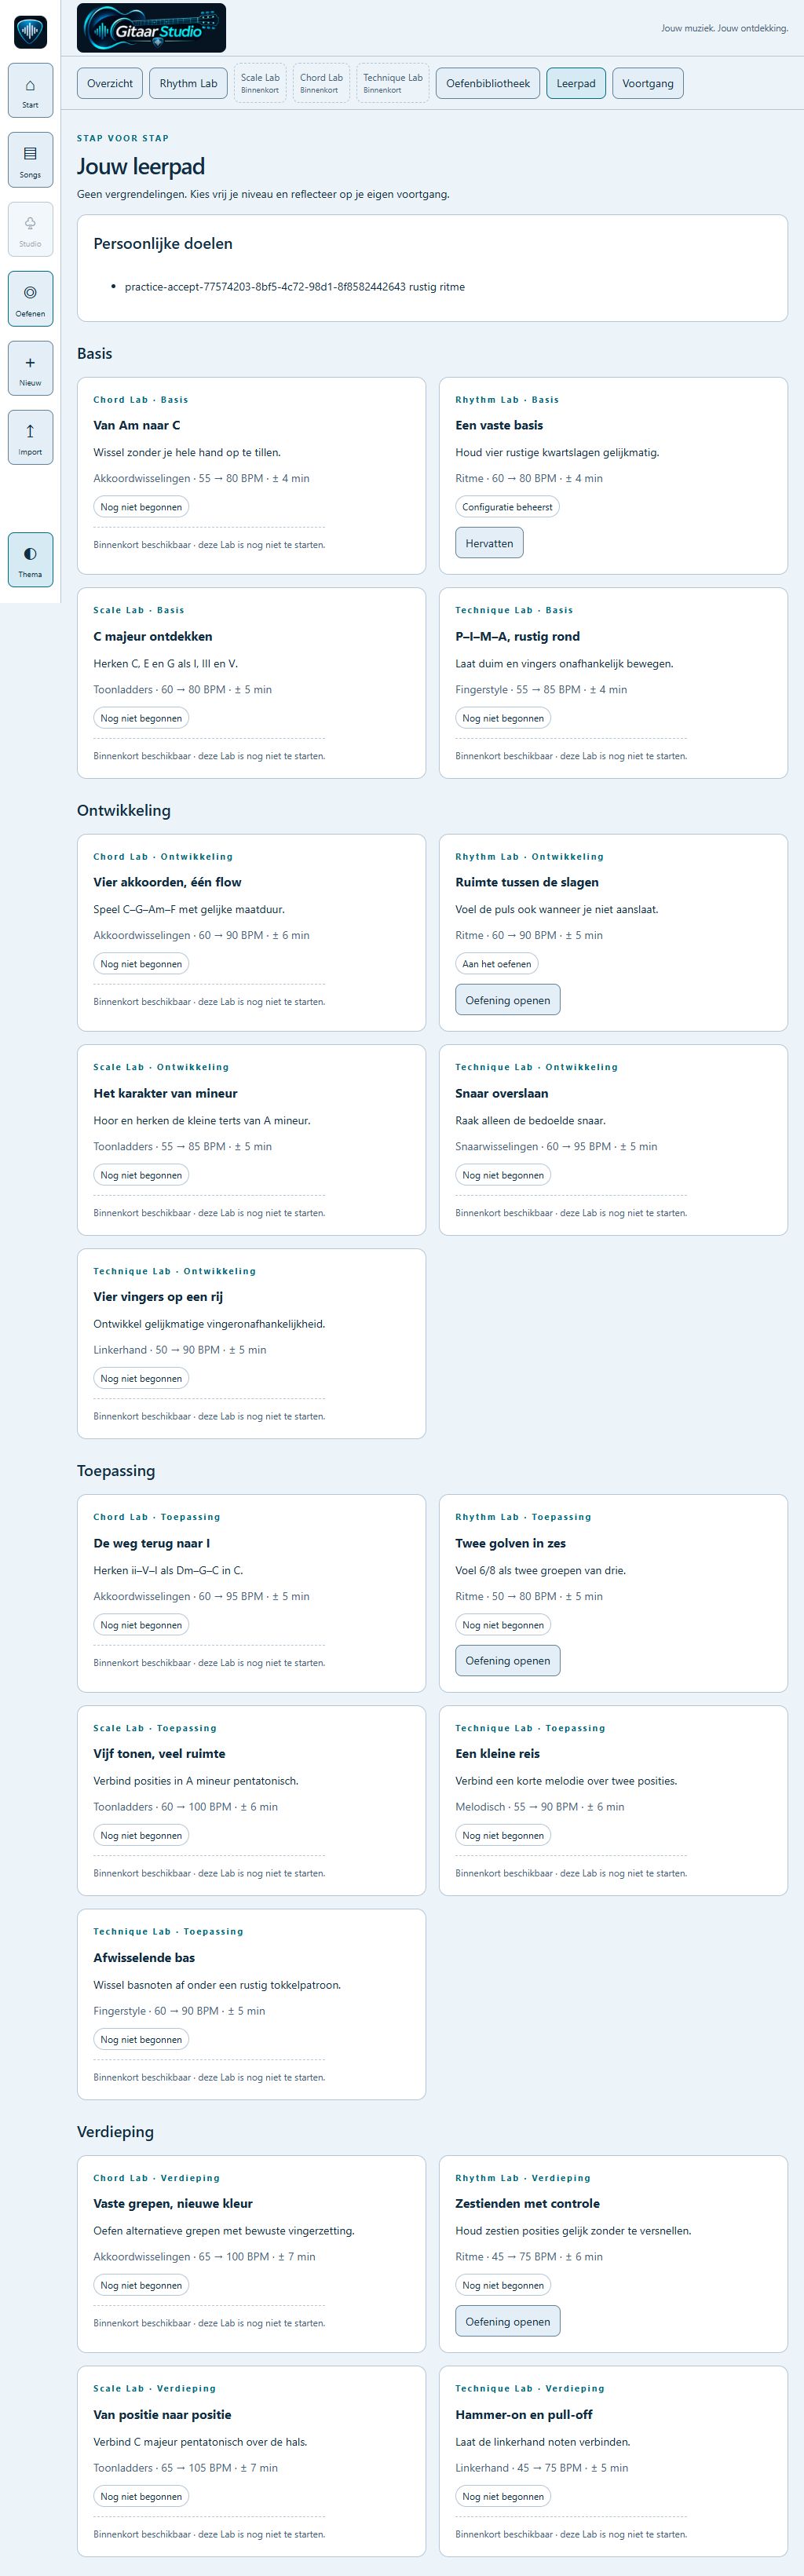 GitaarStudio
Jouw muziek. Jouw ontdekking.
Start
Songs
Studio
Oefenen
Nieuw
Import
Thema
Overzicht
Rhythm Lab
Scale Lab
Binnenkort
Chord Lab
Binnenkort
Technique Lab
Binnenkort
Oefenbibliotheek
Leerpad
Voortgang
STAP VOOR STAP
Jouw leerpad
Geen vergrendelingen. Kies vrij je niveau en reflecteer op je eigen voortgang.
Persoonlijke doelen
• practice-accept-77574203-8bf5-4c72-98d1-8f8582442643 rustig ritme
Basis
Chord Lab · Basis
Van Am naar C
Wissel zonder je hele hand op te tillen.
Akkoordwisselingen · 55 → 80 BPM · ± 4 min
Nog niet begonnen
Binnenkort beschikbaar · deze Lab is nog niet te starten.
Rhythm Lab · Basis
Een vaste basis
Houd vier rustige kwartslagen gelijkmatig.
Ritme · 60 → 80 BPM · ± 4 min
Configuratie beheerst
Hervatten
Scale Lab · Basis
C majeur ontdekken
Herken C, E en G als I, III en V.
Toonladders · 60 → 80 BPM · ± 5 min
Nog niet begonnen
Binnenkort beschikbaar · deze Lab is nog niet te starten.
Technique Lab · Basis
P–I–M–A, rustig rond
Laat duim en vingers onafhankelijk bewegen.
Fingerstyle · 55 → 85 BPM · ± 4 min
Nog niet begonnen
Binnenkort beschikbaar · deze Lab is nog niet te starten.
Ontwikkeling
Chord Lab · Ontwikkeling
Vier akkoorden, één flow
Speel C–G–Am–F met gelijke maatduur.
Akkoordwisselingen · 60 → 90 BPM · ± 6 min
Nog niet begonnen
Binnenkort beschikbaar · deze Lab is nog niet te starten.
Rhythm Lab · Ontwikkeling
Ruimte tussen de slagen
Voel de puls ook wanneer je niet aanslaat.
Ritme · 60 → 90 BPM · ± 5 min
Aan het oefenen
Oefening openen
Scale Lab · Ontwikkeling
Het karakter van mineur
Hoor en herken de kleine terts van A mineur.
Toonladders · 55 → 85 BPM · ± 5 min
Nog niet begonnen
Binnenkort beschikbaar · deze Lab is nog niet te starten.
Technique Lab · Ontwikkeling
Snaar overslaan
Raak alleen de bedoelde snaar.
Snaarwisselingen · 60 → 95 BPM · ± 5 min
Nog niet begonnen
Binnenkort beschikbaar · deze Lab is nog niet te starten.
Technique Lab · Ontwikkeling
Vier vingers op een rij
Ontwikkel gelijkmatige vingeronafhankelijkheid.
Linkerhand · 50 → 90 BPM · ± 5 min
Nog niet begonnen
Binnenkort beschikbaar · deze Lab is nog niet te starten.
Toepassing
Chord Lab · Toepassing
De weg terug naar I
Herken ii–V–I als Dm–G–C in C.
Akkoordwisselingen · 60 → 95 BPM · ± 5 min
Nog niet begonnen
Binnenkort beschikbaar · deze Lab is nog niet te starten.
Rhythm Lab · Toepassing
Twee golven in zes
Voel 6/8 als twee groepen van drie.
Ritme · 50 → 80 BPM · ± 5 min
Nog niet begonnen
Oefening openen
Scale Lab · Toepassing
Vijf tonen, veel ruimte
Verbind posities in A mineur pentatonisch.
Toonladders · 60 → 100 BPM · ± 6 min
Nog niet begonnen
Binnenkort beschikbaar · deze Lab is nog niet te starten.
Technique Lab · Toepassing
Een kleine reis
Verbind een korte melodie over twee posities.
Melodisch · 55 → 90 BPM · ± 6 min
Nog niet begonnen
Binnenkort beschikbaar · deze Lab is nog niet te starten.
Technique Lab · Toepassing
Afwisselende bas
Wissel basnoten af onder een rustig tokkelpatroon.
Fingerstyle · 60 → 90 BPM · ± 5 min
Nog niet begonnen
Binnenkort beschikbaar · deze Lab is nog niet te starten.
Verdieping
Chord Lab · Verdieping
Vaste grepen, nieuwe kleur
Oefen alternatieve grepen met bewuste vingerzetting.
Akkoordwisselingen · 65 → 100 BPM · ± 7 min
Nog niet begonnen
Binnenkort beschikbaar · deze Lab is nog niet te starten.
Rhythm Lab · Verdieping
Zestienden met controle
Houd zestien posities gelijk zonder te versnellen.
Ritme · 45 → 75 BPM · ± 6 min
Nog niet begonnen
Oefening openen
Scale Lab · Verdieping
Van positie naar positie
Verbind C majeur pentatonisch over de hals.
Toonladders · 65 → 105 BPM · ± 7 min
Nog niet begonnen
Binnenkort beschikbaar · deze Lab is nog niet te starten.
Technique Lab · Verdieping
Hammer-on en pull-off
Laat de linkerhand noten verbinden.
Linkerhand · 45 → 75 BPM · ± 5 min
Nog niet begonnen
Binnenkort beschikbaar · deze Lab is nog niet te starten.